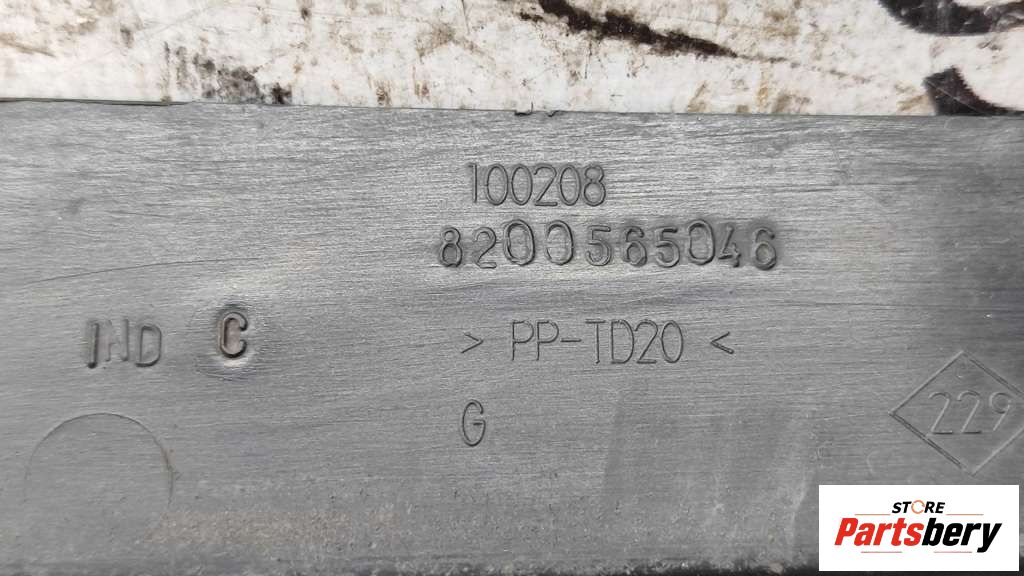 100208
8200565046
IND C
> PP-TD20 <
G
229
STORE
Partsbery